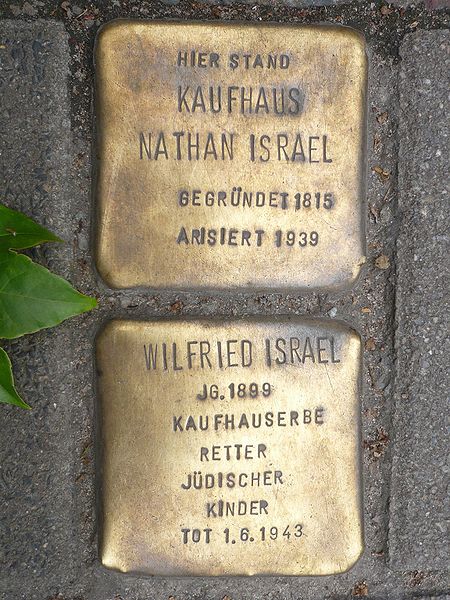 HIER STAND
KAUFHAUS
NATHAN ISRAEL
GEGRÜNDET 1815
ARISIERT 1939
WILFRIED ISRAEL
JG. 1899
KAUFHAUSERBE
RETTER
JÜDISCHER
KINDER
TOT 1.6.1943